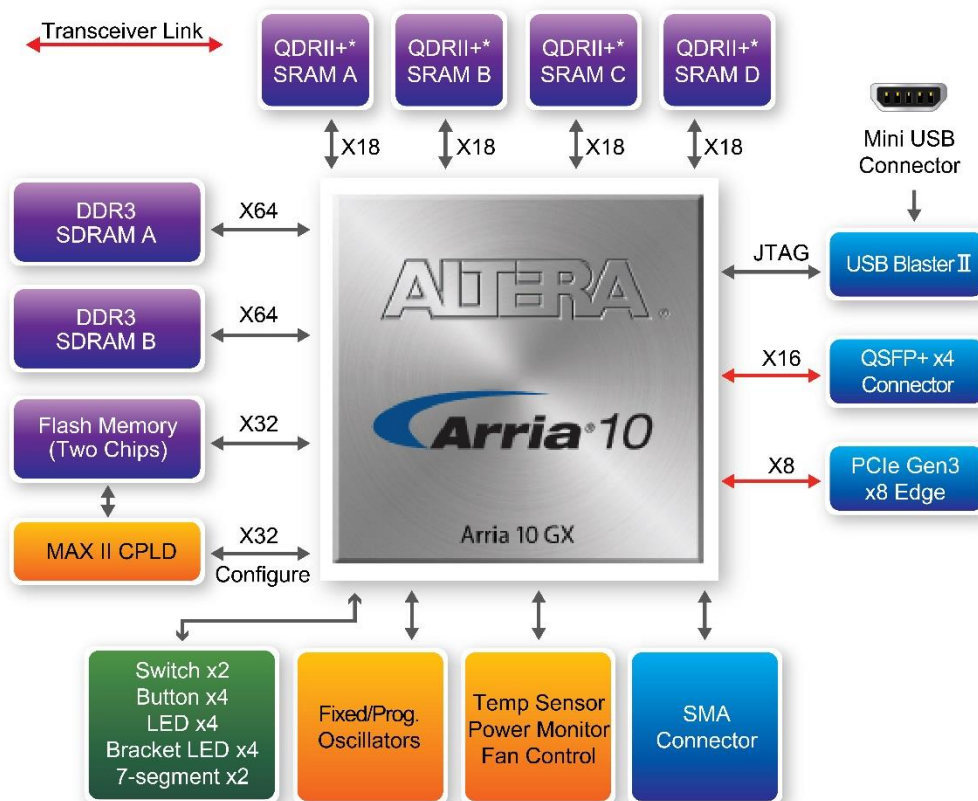 Transceiver Link
QDRII+*
SRAM A
QDRII+*
SRAM B
QDRII+*
SRAM C
QDRII+*
SRAM D
X18
X18
X18
X18
Mini USB
Connector
DDR3
SDRAM A
X64
DDR3
SDRAM B
X64
Flash Memory
(Two Chips)
X32
MAX II CPLD
X32
Configure
ALTERA®
Arria® 10
Arria 10 GX
JTAG
USB Blaster II
X16
QSFP+ x4
Connector
X8
PCIe Gen3
x8 Edge
Switch x2
Button x4
LED x4
Bracket LED x4
7-segment x2
Fixed/Prog.
Oscillators
Temp Sensor
Power Monitor
Fan Control
SMA
Connector